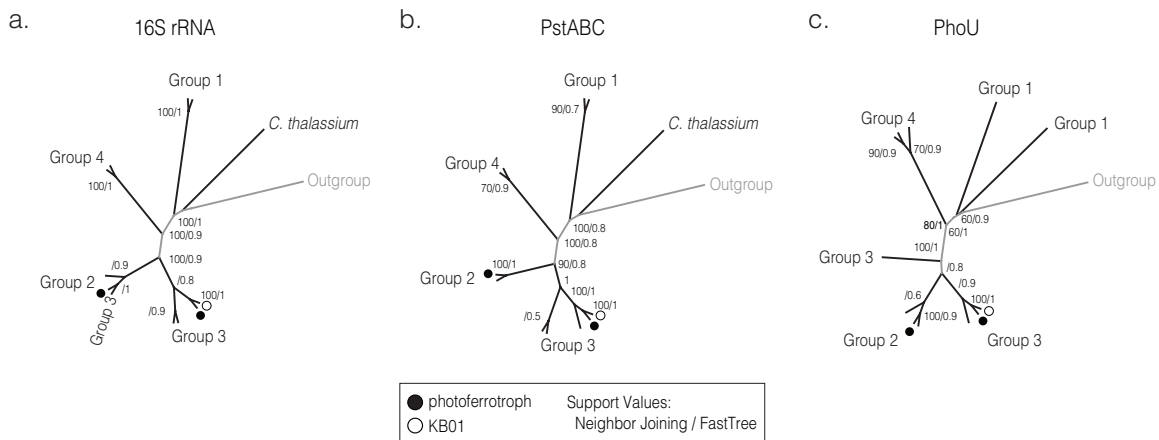 a.
16S rRNA
Group 1
100/1
C. thalassium
Group 4
100/1
Outgroup
100/1
100/0.9
100/0.9
/0.9
/0.8
Group 2
/1
100/1
Group 3
/0.9
Group 3
b.
PstABC
Group 1
90/0.7
C. thalassium
Group 4
70/0.9
Outgroup
100/0.8
100/0.8
100/1
90/0.8
Group 2
1
100/1
100/1
/0.5
Group 3
c.
PhoU
Group 1
Group 4
Group 1
90/0.9
70/0.9
Outgroup
80/1
60/0.9
60/1
100/1
Group 3
/0.8
/0.9
/0.6
100/1
100/0.9
Group 2
Group 3
photoferrotroph
KB01
Support Values:
Neighbor Joining / FastTree